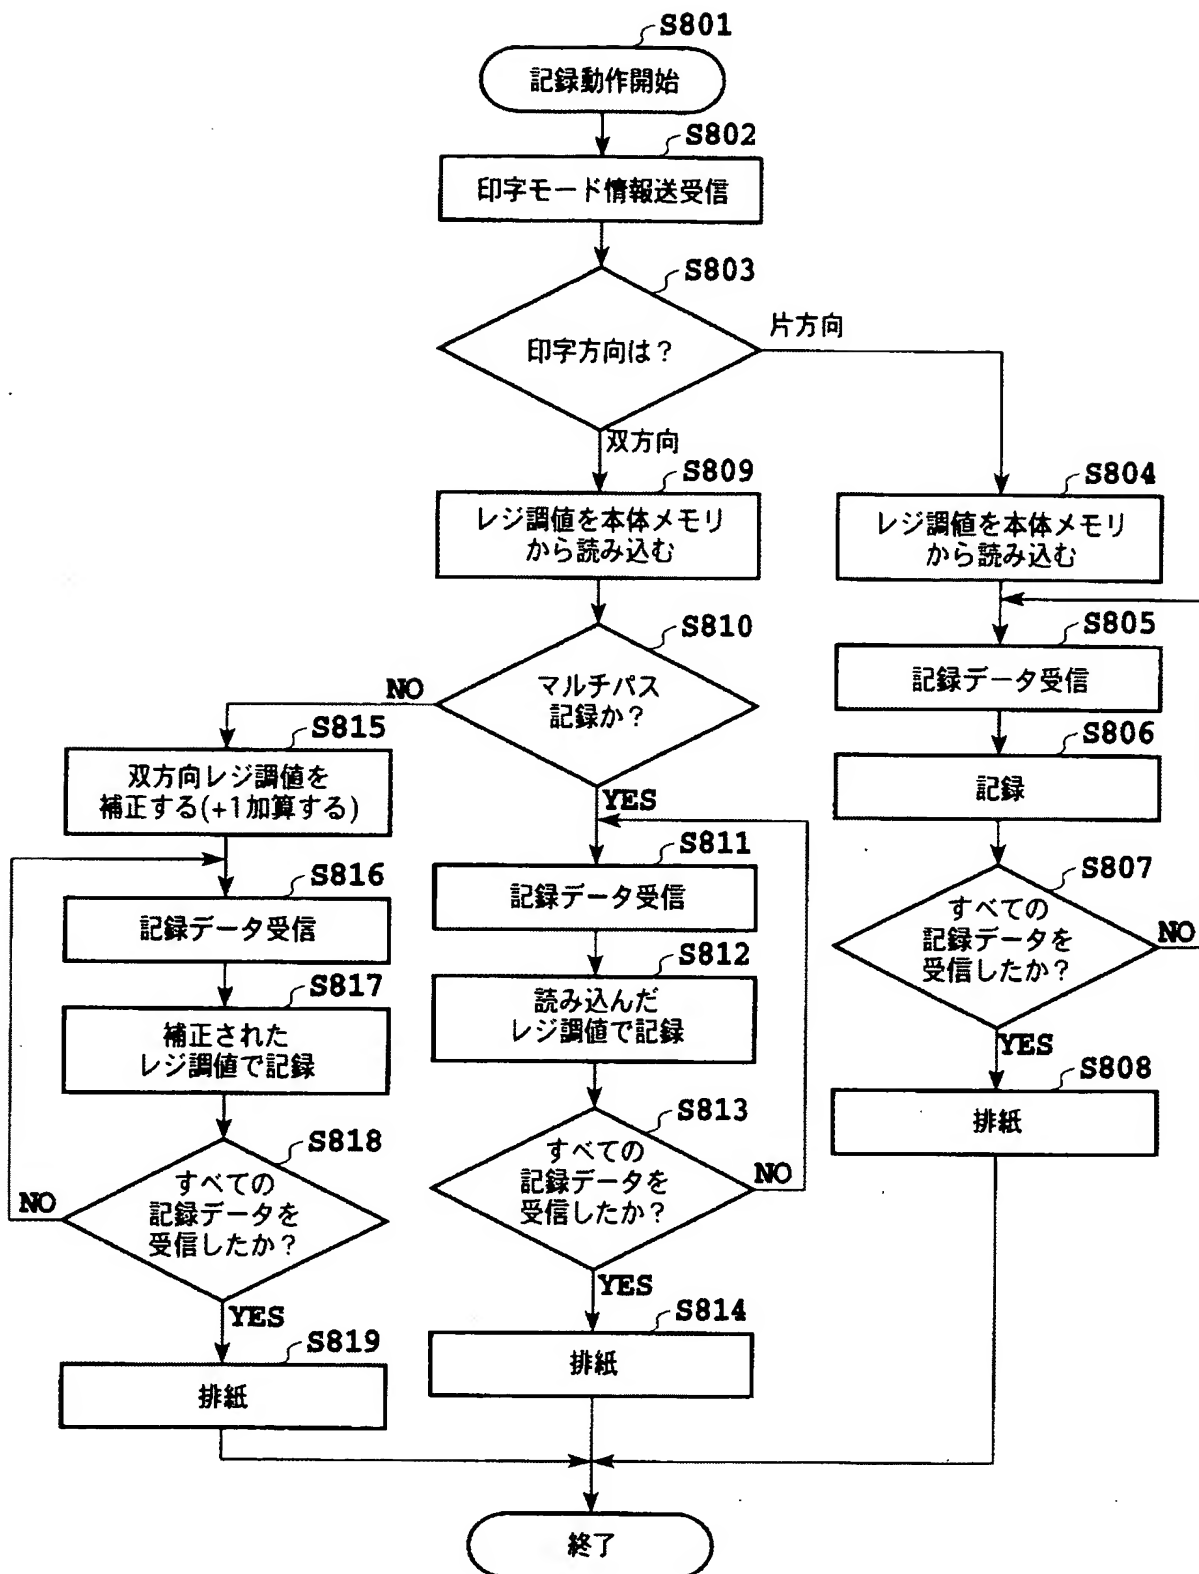 S801
記録動作開始
S802
印字モード情報送受信
S803
印字方向は？
片方向
双方向
S809
レジ調値を本体メモリ
から読み込む
S804
レジ調値を本体メモリ
から読み込む
S810
マルチパス
記録か？
NO
YES
S805
記録データ受信
S806
記録
S807
すべての
記録データを
受信したか？
NO
YES
S808
排紙
S815
双方向レジ調値を
補正する(+1加算する)
S816
記録データ受信
S817
補正された
レジ調値で記録
S818
すべての
記録データを
受信したか？
NO
YES
S819
排紙
S811
記録データ受信
S812
読み込んだ
レジ調値で記録
S813
すべての
記録データを
受信したか？
NO
YES
S814
排紙
終了